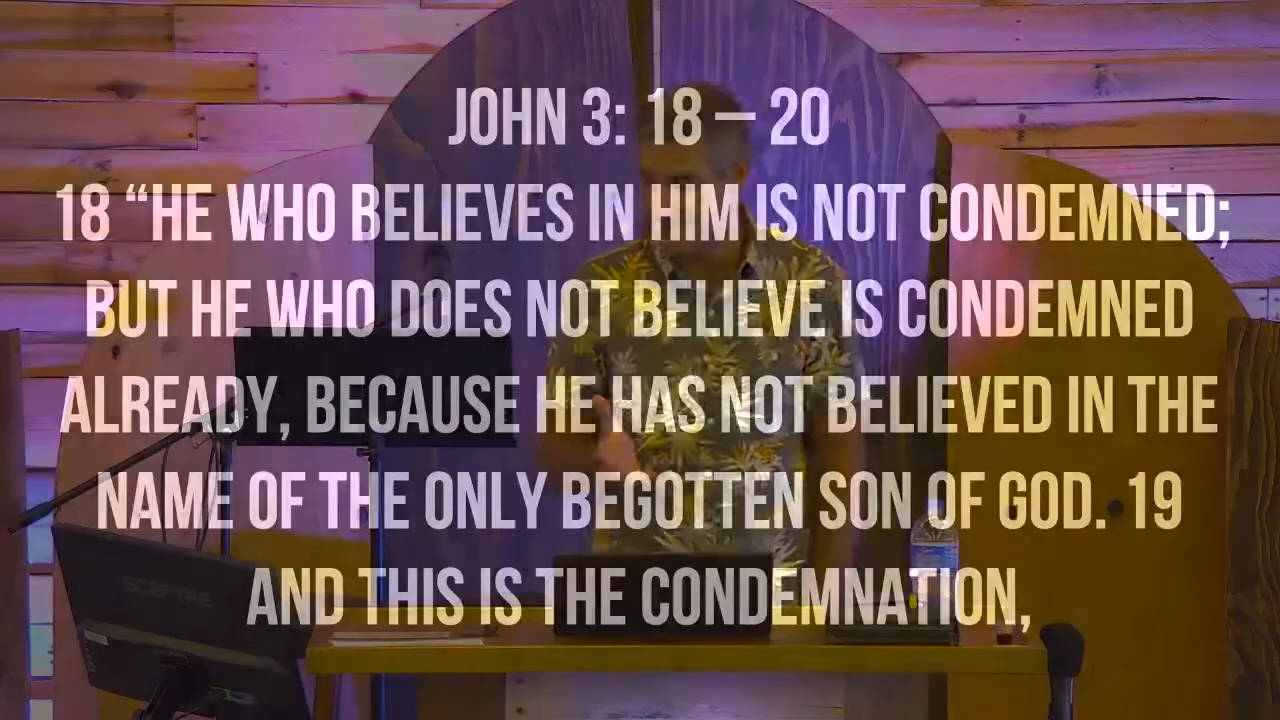 JOHN 3: 18 – 20
18 “HE WHO BELIEVES IN HIM IS NOT CONDEMNED;
BUT HE WHO DOES NOT BELIEVE IS CONDEMNED
ALREADY, BECAUSE HE HAS NOT BELIEVED IN THE
NAME OF THE ONLY BEGOTTEN SON OF GOD. 19
AND THIS IS THE CONDEMNATION,
SCEPTRE